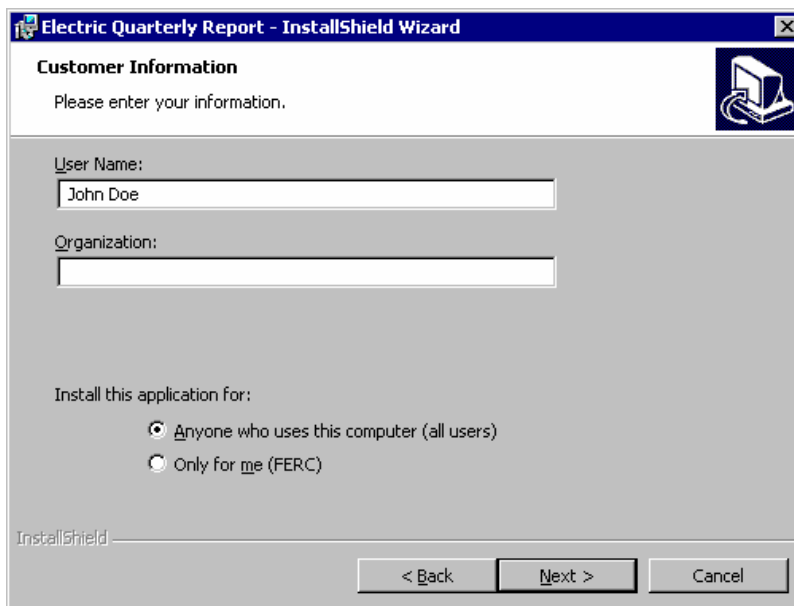 Electric Quarterly Report - InstallShield Wizard
Customer Information
Please enter your information.
User Name:
John Doe
Organization:
Install this application for:
Anyone who uses this computer (all users)
Only for me (FERC)
InstallShield
< Back Next > Cancel